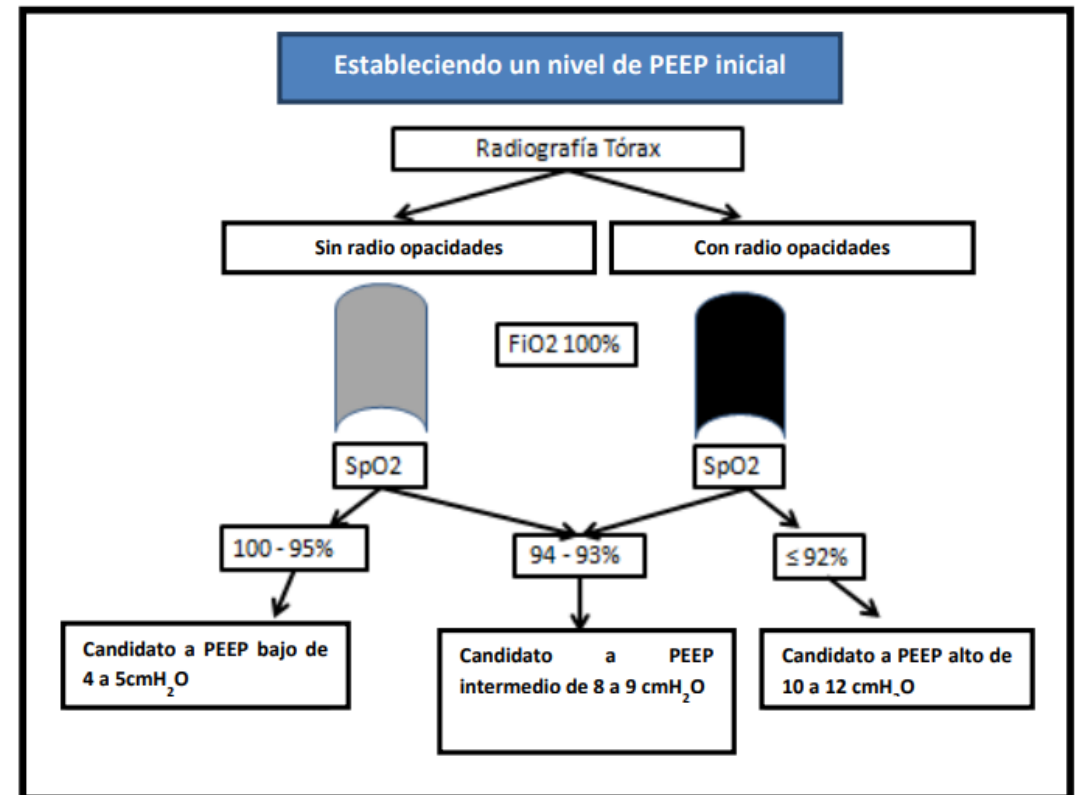 Estableciendo un nivel de PEEP inicial
Radiografía Tórax
Sin radio opacidades
Con radio opacidades
FiO2 100%
SpO2
SpO2
100 - 95%
94 - 93%
≤ 92%
Candidato a PEEP bajo de
4 a 5cmH2O
Candidato a PEEP
intermedio de 8 a 9 cmH2O
Candidato a PEEP alto de
10 a 12 cmH2O